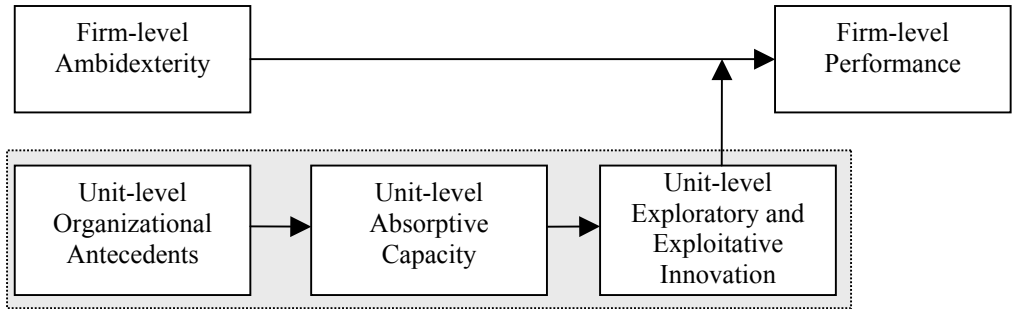 Firm-level
Ambidexterity
Firm-level
Performance
Unit-level
Organizational
Antecedents
Unit-level
Absorptive
Capacity
Unit-level
Exploratory and
Exploitative
Innovation